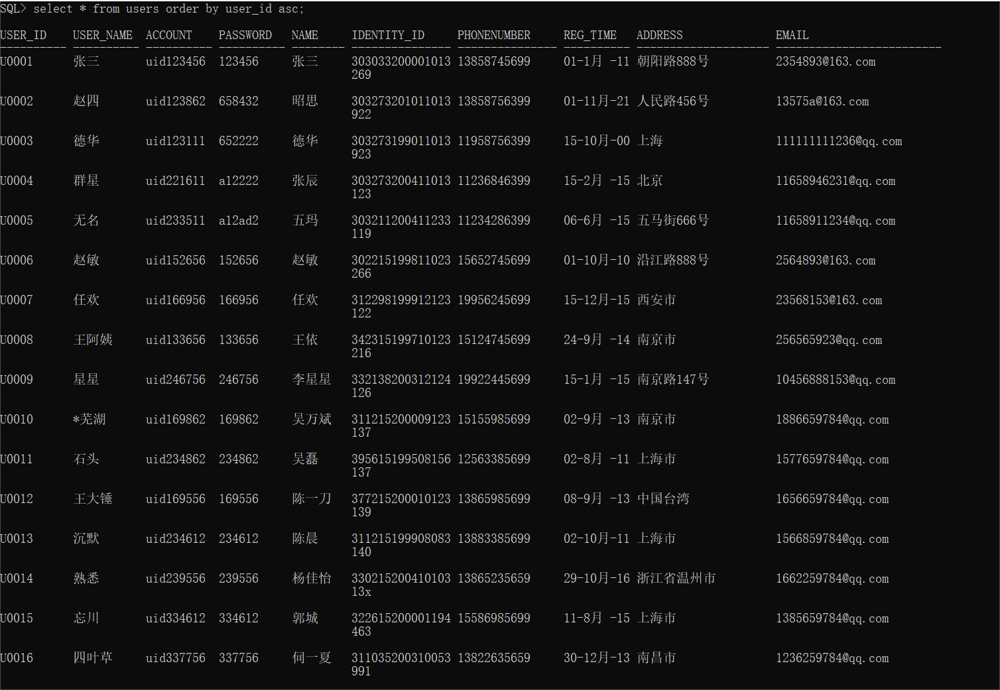 SQL> select * from users order by user_id asc;
USER_ID USER_NAME ACCOUNT PASSWORD NAME IDENTITY_ID PHONENUMBER REG_TIME ADDRESS EMAIL
---------- ---------- ---------- ---------- -------- --------------- --------------- ---------- -------------------- -------------------------
U0001 张三 uid123456 123456 张三 303033200001013 13858745699 01-1月 -11 朝阳路888号 2354893@163.com
269
U0002 赵四 uid123862 658432 昭思 303273201011013 13858756399 01-11月-21 人民路456号 13575a@163.com
922
U0003 德华 uid123111 652222 德华 303273199011013 11958756399 15-10月-00 上海 111111111236@qq.com
923
U0004 群星 uid221611 a12222 张辰 303273200411013 11236846399 15-2月 -15 北京 11658946231@qq.com
123
U0005 无名 uid233511 a12ad2 五玛 303211200411233 11234286399 06-6月 -15 五马街666号 11658911234@qq.com
119
U0006 赵敏 uid152656 152656 赵敏 302215199811023 15652745699 01-10月-10 沿江路888号 2564893@163.com
266
U0007 任欢 uid166956 166956 任欢 312298199912123 19956245699 15-12月-15 西安市 23568153@163.com
122
U0008 王阿姨 uid133656 133656 王依 342315199710123 15124745699 24-9月 -14 南京市 256565923@qq.com
216
U0009 星星 uid246756 246756 李星星 332138200312124 19922445699 15-1月 -15 南京路147号 10456888153@qq.com
126
U0010 *芜湖 uid169862 169862 吴万斌 311215200009123 15155985699 02-9月 -13 南京市 1886659784@qq.com
137
U0011 石头 uid234862 234862 吴磊 395615199508156 12563385699 02-8月 -11 上海市 1577659784@qq.com
137
U0012 王大锤 uid169556 169556 陈一刀 377215200010123 13865985699 08-9月 -13 中国台湾 1656659784@qq.com
139
U0013 沉默 uid234612 234612 陈晨 311215199908083 13883385699 02-10月-11 上海市 1566859784@qq.com
140
U0014 熟悉 uid239556 239556 杨佳怡 330215200410103 13865235659 29-10月-16 浙江省温州市 1662259784@qq.com
13x
U0015 忘川 uid334612 334612 郭城 322615200001194 15586985699 11-8月 -15 上海市 1385659784@qq.com
463
U0016 四叶草 uid337756 337756 伺一夏 311035200310053 13822635659 30-12月-13 南昌市 1236259784@qq.com
991